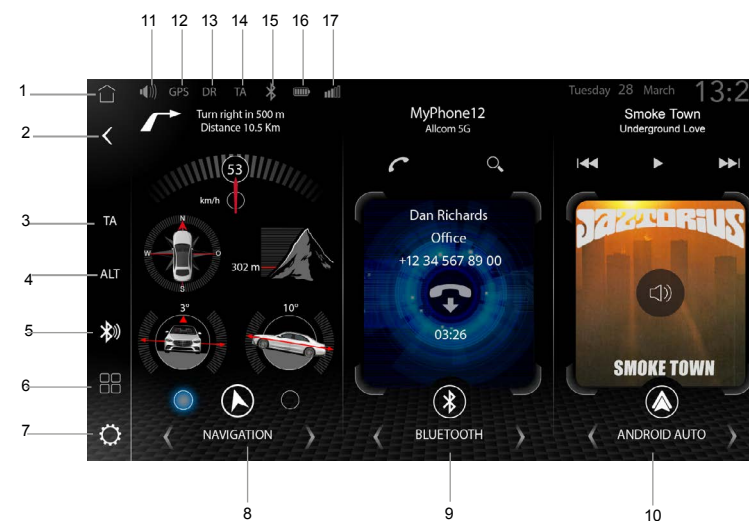 11 12 13 14 15 16 17
1
GPS DR TA
Tuesday 28 March 13:2
2
Turn right in 500 m
Distance 10.5 Km
MyPhone12
Allcom 5G
Smoke Town
Underground Love
53
km/h
3
TA
4
ALT
N
W
O
S
302 m
Dan Richards
Office
+12 34 567 89 00
03:26
JAZTORIUS
SMOKE TOWN
5
3°
10°
6
7
NAVIGATION
BLUETOOTH
ANDROID AUTO
8
9
10